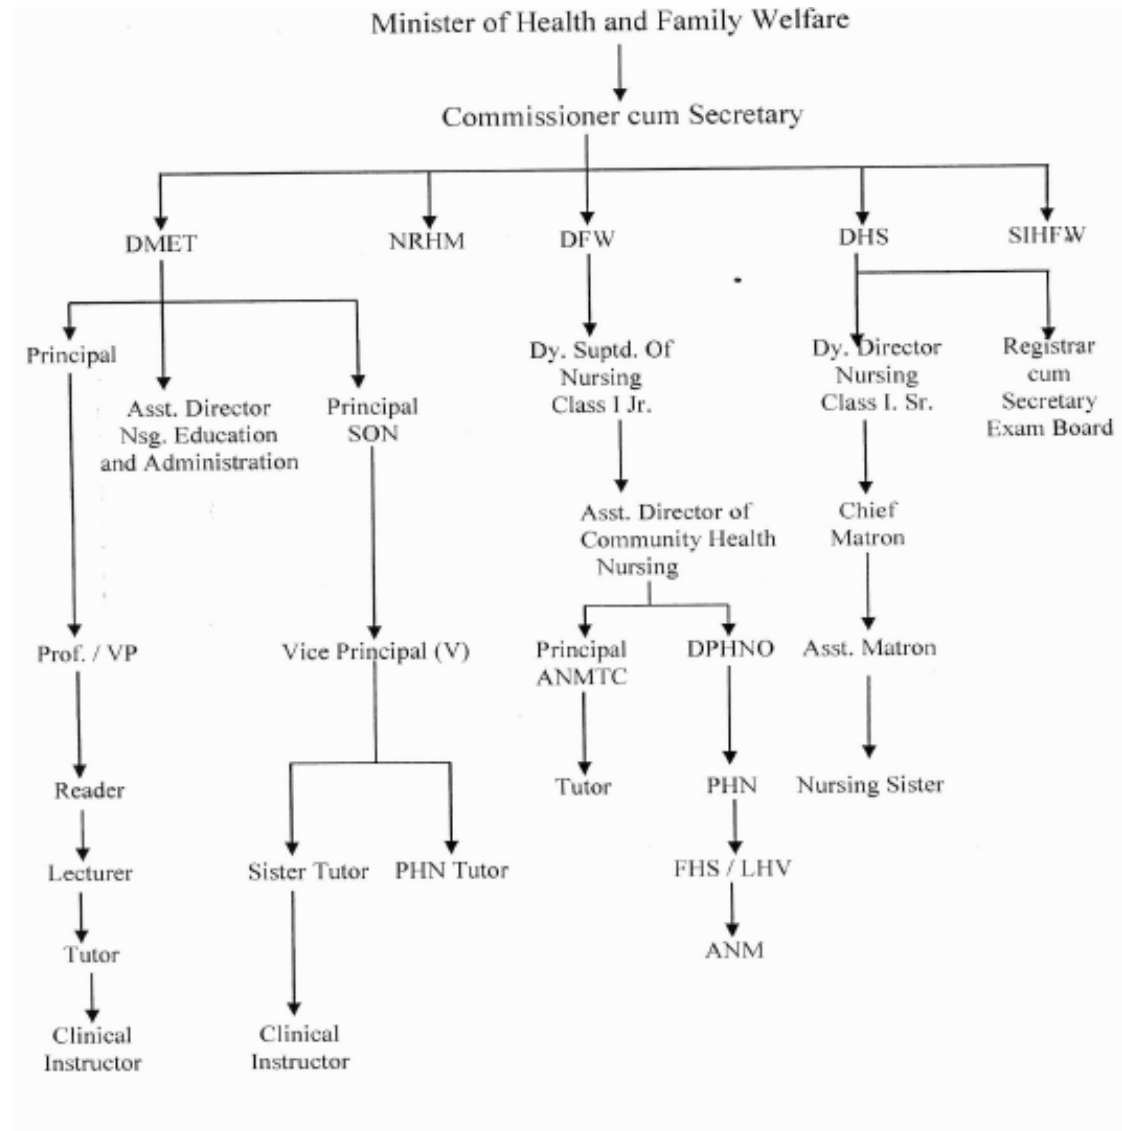 Minister of Health and Family Welfare
Commissioner cum Secretary
DMET
NRHM
DFW
DHS
SIHFW
Principal
Asst. Director
Nsg. Education
and Administration
Principal
SON
Dy. Suptd. Of
Nursing
Class I Jr.
Dy. Director
Nursing
Class I. Sr.
Registrar
cum
Secretary
Exam Board
Asst. Director of
Community Health
Nursing
Chief
Matron
Prof. / VP
Vice Principal (V)
Principal
ANMTC
DPHNO
Asst. Matron
Reader
Tutor
PHN
Nursing Sister
Lecturer
Sister Tutor
PHN Tutor
FHS / LHV
Tutor
ANM
Clinical
Instructor
Clinical
Instructor